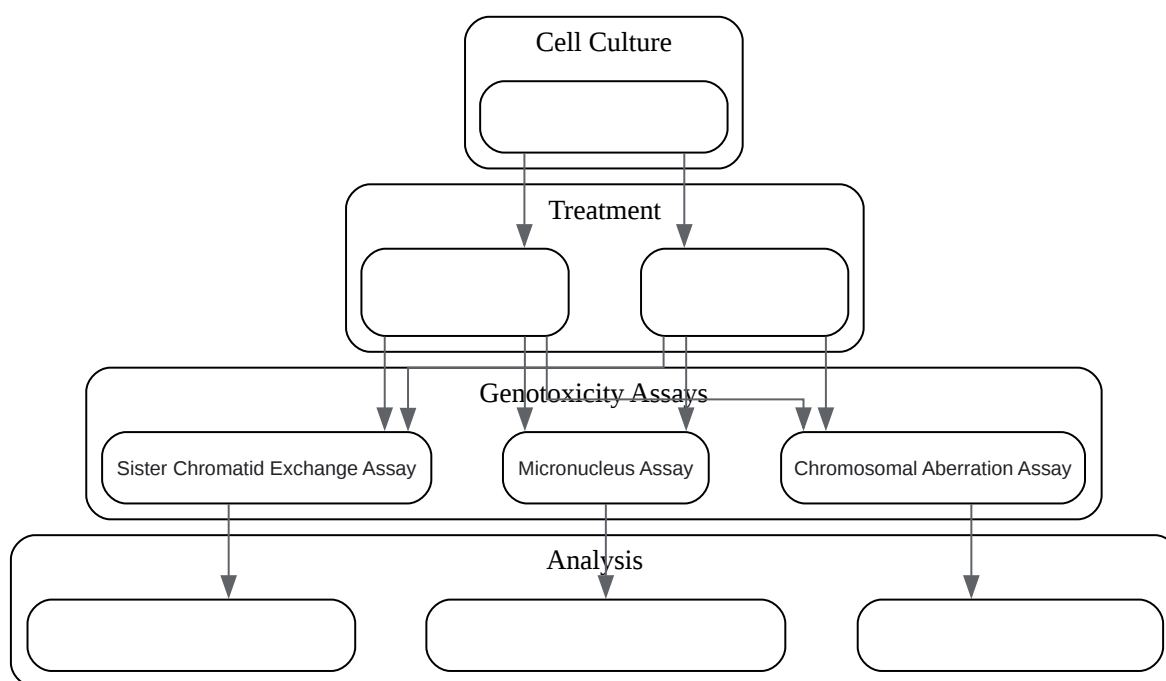 Cell Culture
Treatment
Genotoxicity Assays
Sister Chromatid Exchange Assay
Micronucleus Assay
Chromosomal Aberration Assay
Analysis